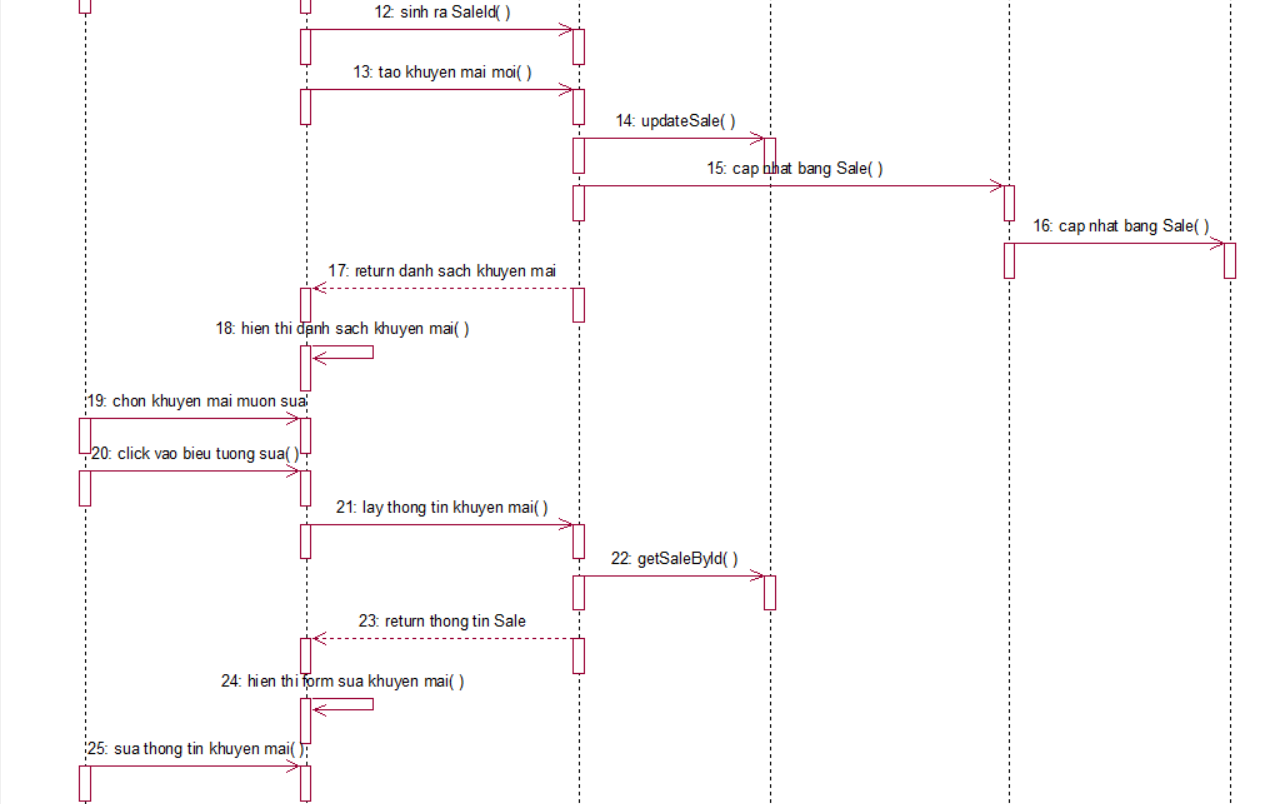 12: sinh ra SaleId( )
13: tao khuyen mai moi( )
14: updateSale( )
15: cap nhat bang Sale( )
16: cap nhat bang Sale( )
17: return danh sach khuyen mai
18: hien thi danh sach khuyen mai( )
19: chon khuyen mai muon sua
20: click vao bieu tuong sua( )
21: lay thong tin khuyen mai( )
22: getSaleById( )
23: return thong tin Sale
24: hien thi form sua khuyen mai( )
25: sua thong tin khuyen mai( )